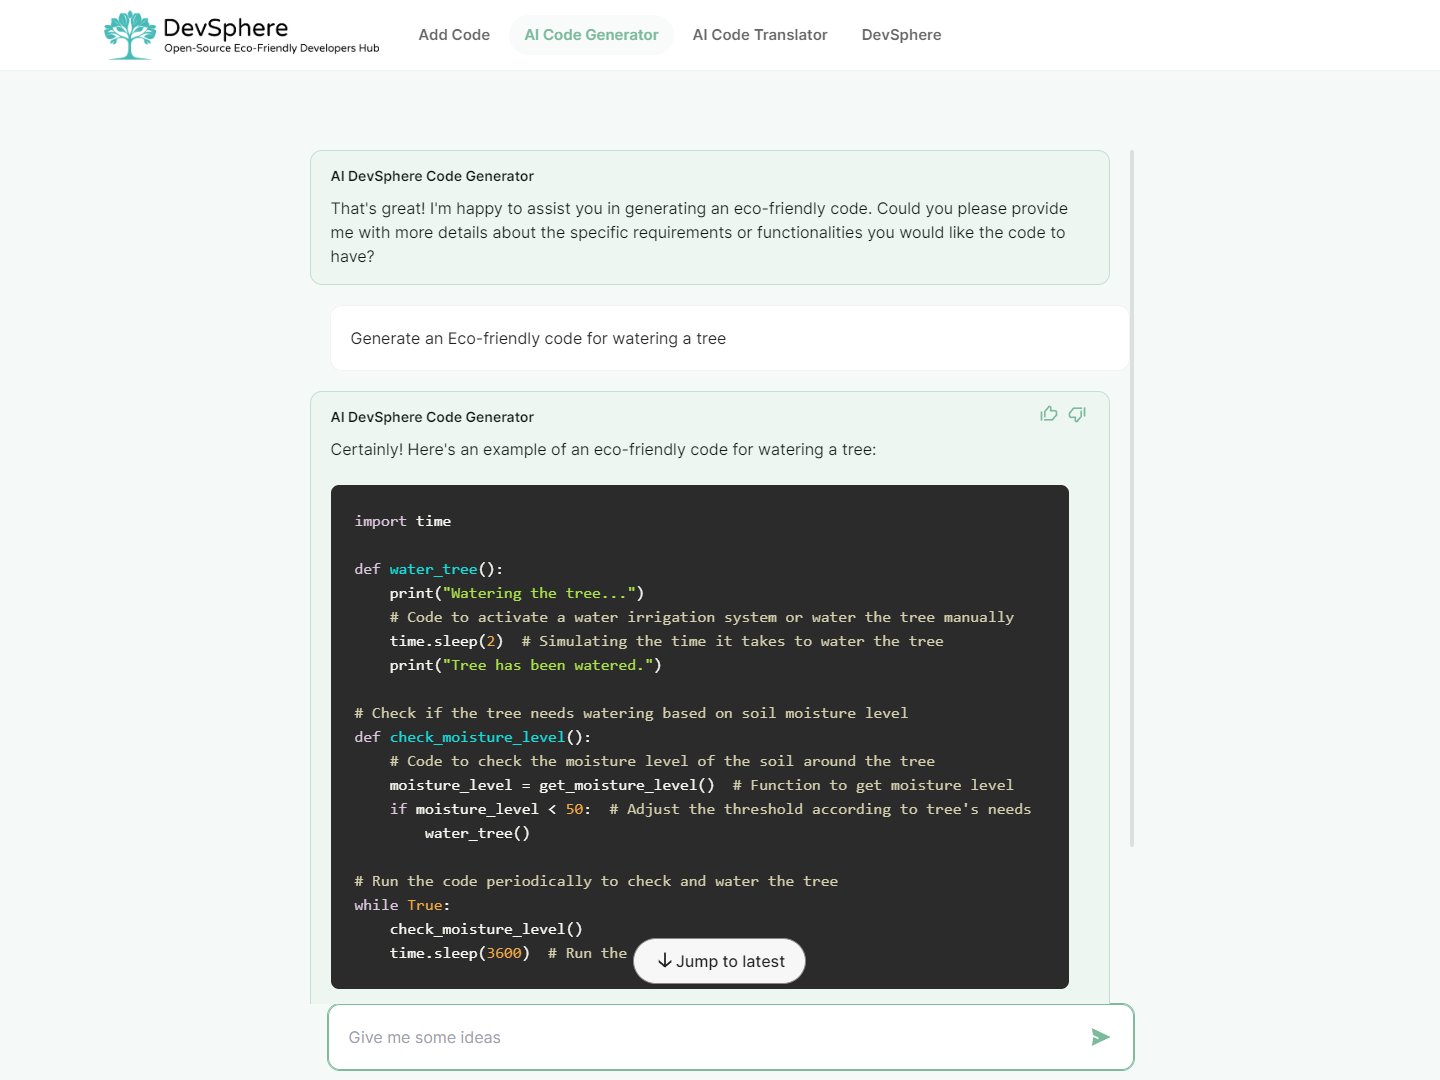 DevSphere
Open-Source Eco-Friendly Developers Hub
Add Code
AI Code Generator
AI Code Translator
DevSphere
AI DevSphere Code Generator
That's great! I'm happy to assist you in generating an eco-friendly code. Could you please provide
me with more details about the specific requirements or functionalities you would like the code to
have?
Generate an Eco-friendly code for watering a tree
AI DevSphere Code Generator
Certainly! Here's an example of an eco-friendly code for watering a tree:
import time
def water_tree():
    print("Watering the tree...")
    # Code to activate a water irrigation system or water the tree manually
    time.sleep(2)  # Simulating the time it takes to water the tree
    print("Tree has been watered.")
# Check if the tree needs watering based on soil moisture level
def check_moisture_level():
    # Code to check the moisture level of the soil around the tree
    moisture_level = get_moisture_level()  # Function to get moisture level
    if moisture_level < 50:  # Adjust the threshold according to tree's needs
        water_tree()
# Run the code periodically to check and water the tree
while True:
    check_moisture_level()
    time.sleep(3600)  # Run the
Jump to latest
Give me some ideas